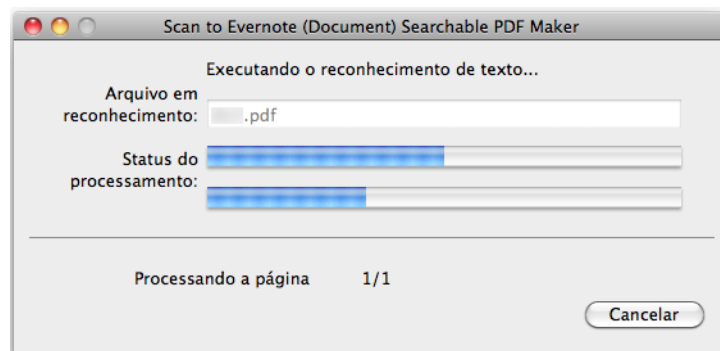 Scan to Evernote (Document) Searchable PDF Maker
Executando o reconhecimento de texto...
Arquivo em
reconhecimento:
.pdf
Status do
processamento:
Processando a página 1/1
Cancelar